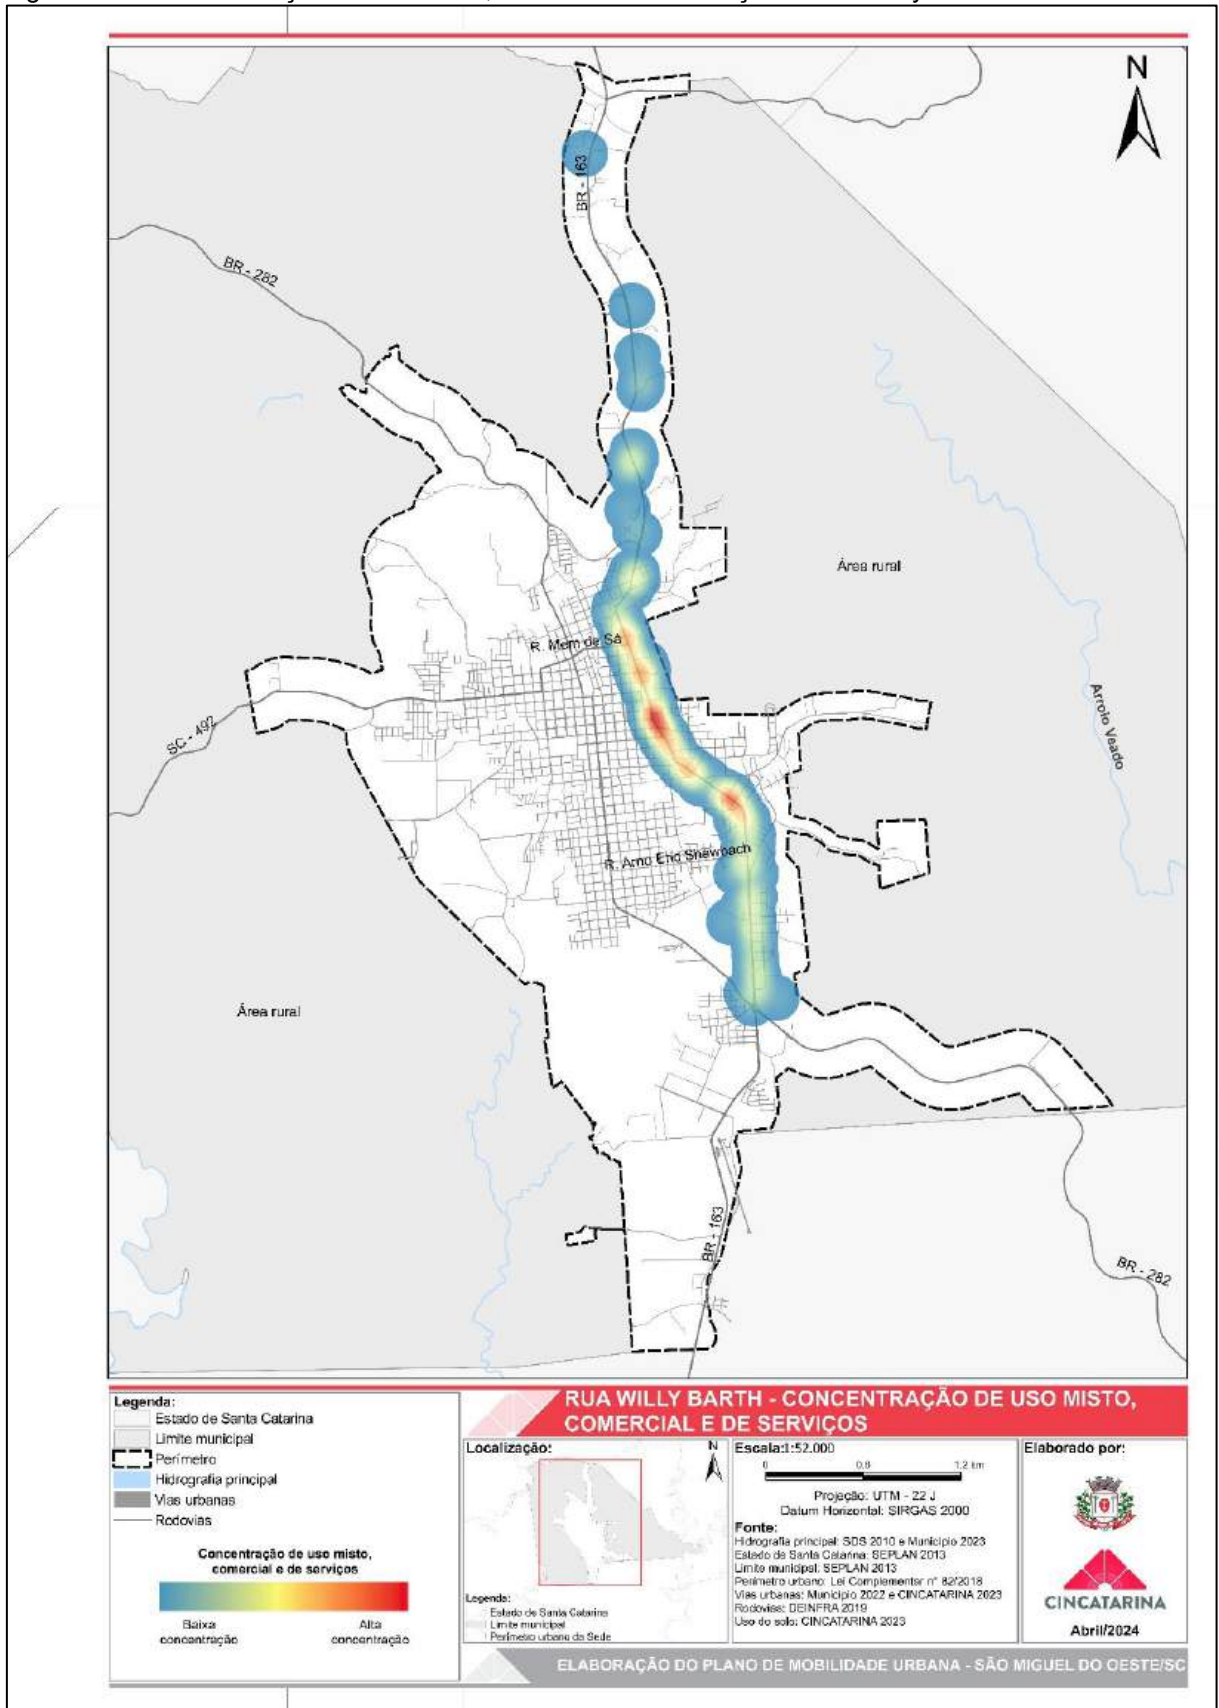 N
BR - 163
BR - 282
Área rural
R. Mem de Sá
Arroio Veado
SC - 492
R. Arno Eric Shewbach
Área rural
BR - 163
BR - 282
Legenda:
Estado de Santa Catarina
Limite municipal
Perímetro
Hidrografia principal
Vias urbanas
Rodovias
Concentração de uso misto,
comercial e de serviços
Baixa
concentração
Alta
concentração
RUA WILLY BARTH - CONCENTRAÇÃO DE USO MISTO,
COMERCIAL E DE SERVIÇOS
Localização:
N
Legenda:
Estado de Santa Catarina
Limite municipal
Perímetro urbano da Sede
Escala:1:52.000
0 0,6 1,2 km
Projeção: UTM - 22 J
Datum Horizontal: SIRGAS 2000
Fonte:
Hidrografia principal: SDS 2010 e Município 2023
Estado de Santa Catarina: SEPLAN 2013
Limite municipal: SEPLAN 2013
Perímetro urbano: Lei Complementar n° 82/2018
Vias urbanas: Município 2022 e CINCATARINA 2023
Rodovias: DEINFRA 2019
Uso do solo: CINCATARINA 2023
Elaborado por:
CINCATARINA
Abril/2024
ELABORAÇÃO DO PLANO DE MOBILIDADE URBANA - SÃO MIGUEL DO OESTE/SC